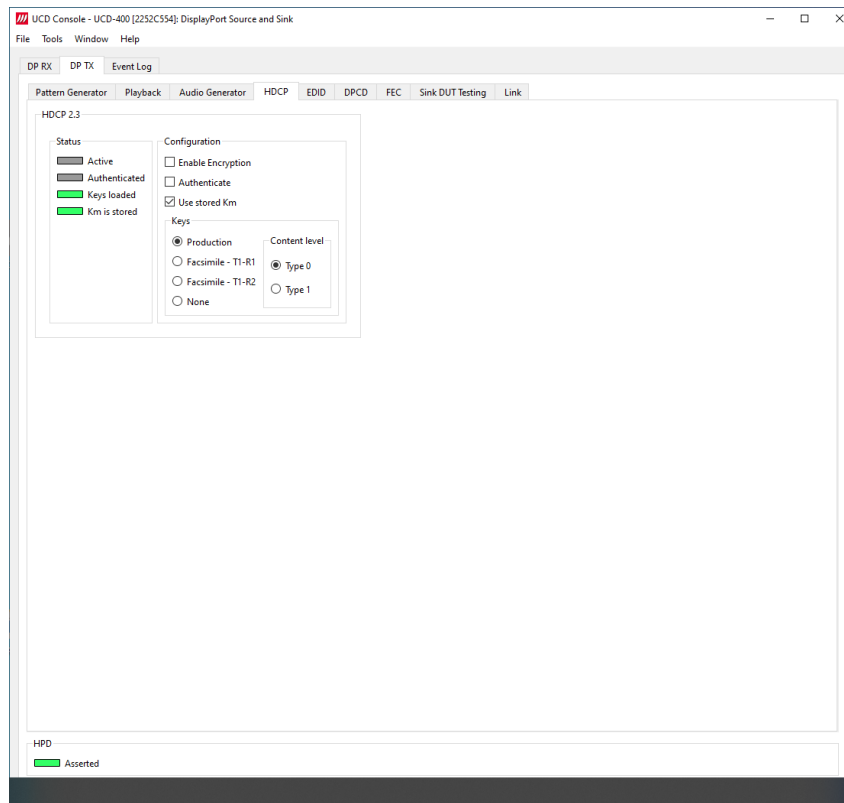 UCD Console - UCD-400 [2252C554]: DisplayPort Source and Sink
File Tools Window Help
DP RX DP TX Event Log
Pattern Generator Playback Audio Generator HDCP EDID DPCD FEC Sink DUT Testing Link
HDCP 2.3
Status
Active
Authenticated
Keys loaded
Km is stored
Configuration
Enable Encryption
Authenticate
Use stored Km
Keys
Production
Facsimile - T1-R1
Facsimile - T1-R2
None
Content level
Type 0
Type 1
HPD
Asserted